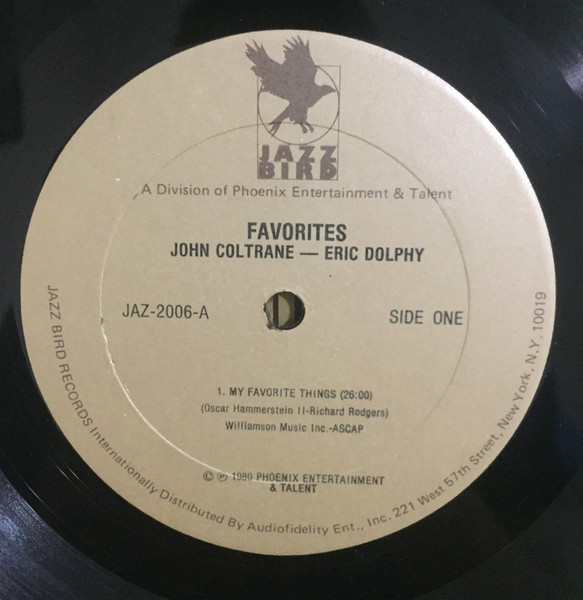 JAZZ
BIRD
A Division of Phoenix Entertainment & Talent
FAVORITES
JOHN COLTRANE — ERIC DOLPHY
JAZ-2006-A
SIDE ONE
1. MY FAVORITE THINGS (26:00)
(Oscar Hammerstein II-Richard Rodgers)
Williamson Music Inc.-ASCAP
© ℗ 1980 PHOENIX ENTERTAINMENT
& TALENT
JAZZ BIRD RECORDS Internationally Distributed By Audiofidelity Ent., Inc. 221 West 57th Street, New York, N.Y. 10019